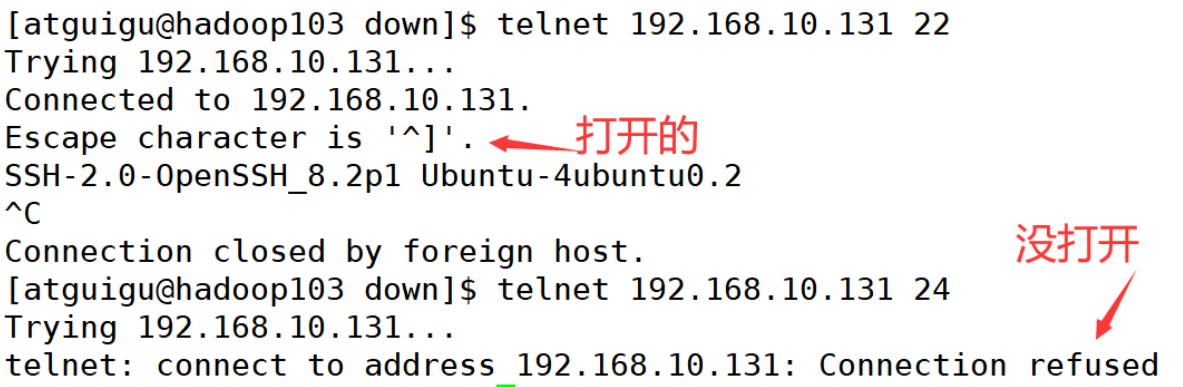 [atguigu@hadoop103 down]$ telnet 192.168.10.131 22
Trying 192.168.10.131...
Connected to 192.168.10.131.
Escape character is '^]'. 打开的
SSH-2.0-OpenSSH_8.2p1 Ubuntu-4ubuntu0.2
^C
Connection closed by foreign host.
没打开
[atguigu@hadoop103 down]$ telnet 192.168.10.131 24
Trying 192.168.10.131...
telnet: connect to address 192.168.10.131: Connection refused